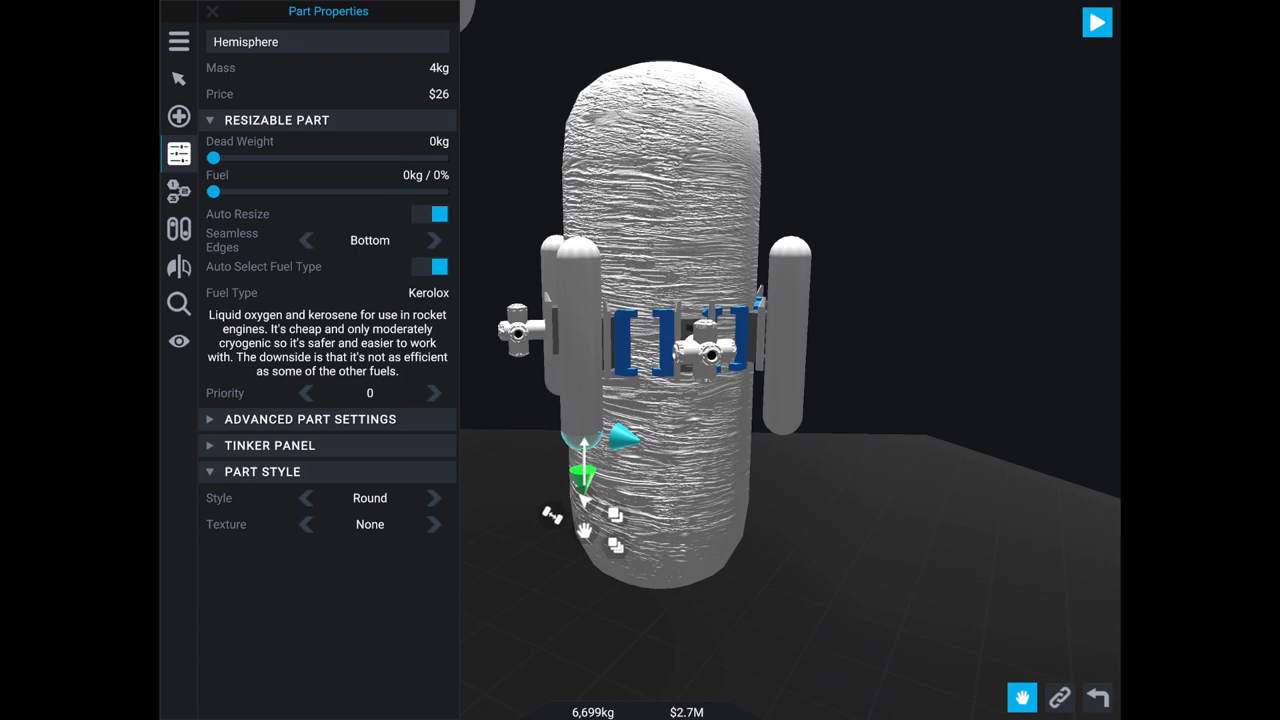 Part Properties
Hemisphere
Mass 4kg
Price $26
RESIZABLE PART
Dead Weight 0kg
Fuel 0kg / 0%
Auto Resize
Seamless Edges Bottom
Auto Select Fuel Type
Fuel Type Kerolox
Liquid oxygen and kerosene for use in rocket
engines. It's cheap and only moderately
cryogenic so it's safer and easier to work
with. The downside is that it's not as efficient
as some of the other fuels.
Priority 0
ADVANCED PART SETTINGS
TINKER PANEL
PART STYLE
Style Round
Texture None
6,699kg $2.7M